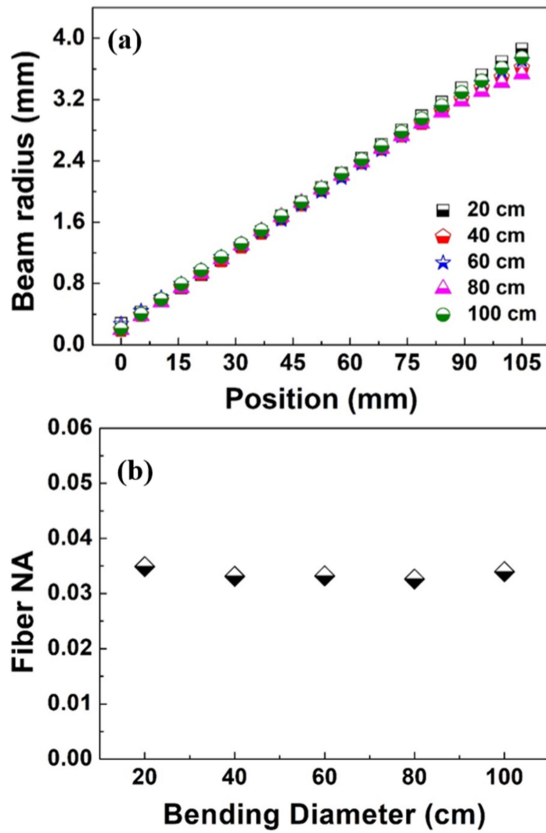 (a)
Beam radius (mm)
4.0
3.2
2.4
1.6
0.8
0.0
20 cm
40 cm
60 cm
80 cm
100 cm
0 15 30 45 60 75 90 105
Position (mm)
(b)
Fiber NA
0.06
0.05
0.04
0.03
0.02
0.01
0.00
20 40 60 80 100
Bending Diameter (cm)